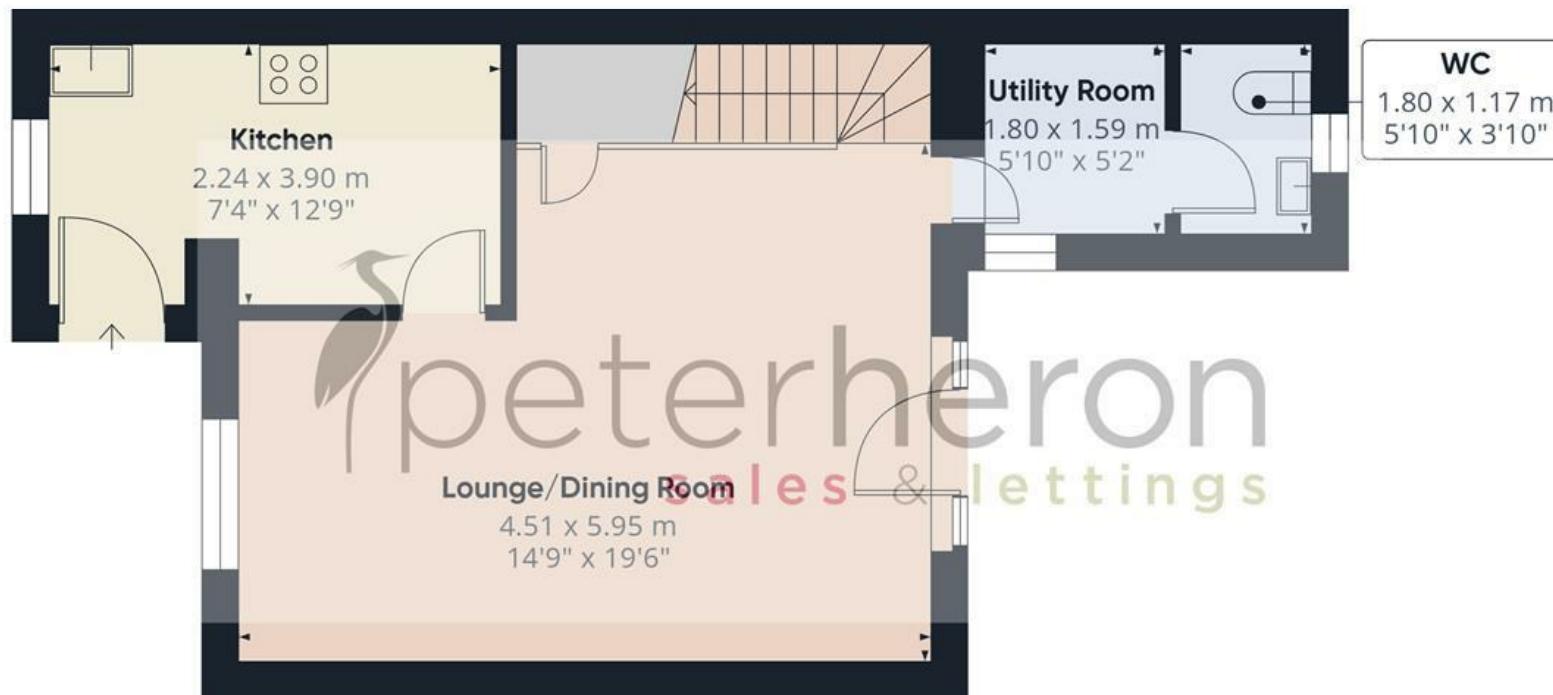 Kitchen
2.24 x 3.90 m
7'4" x 12'9"
Utility Room
1.80 x 1.59 m
5'10" x 5'2"
WC
1.80 x 1.17 m
5'10" x 3'10"
peterheron
sales & lettings
Lounge/Dining Room
4.51 x 5.95 m
14'9" x 19'6"